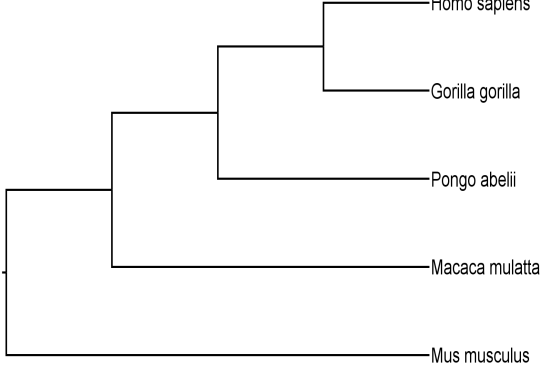 Homo sapiens
Gorilla gorilla
Pongo abelii
Macaca mulatta
Mus musculus